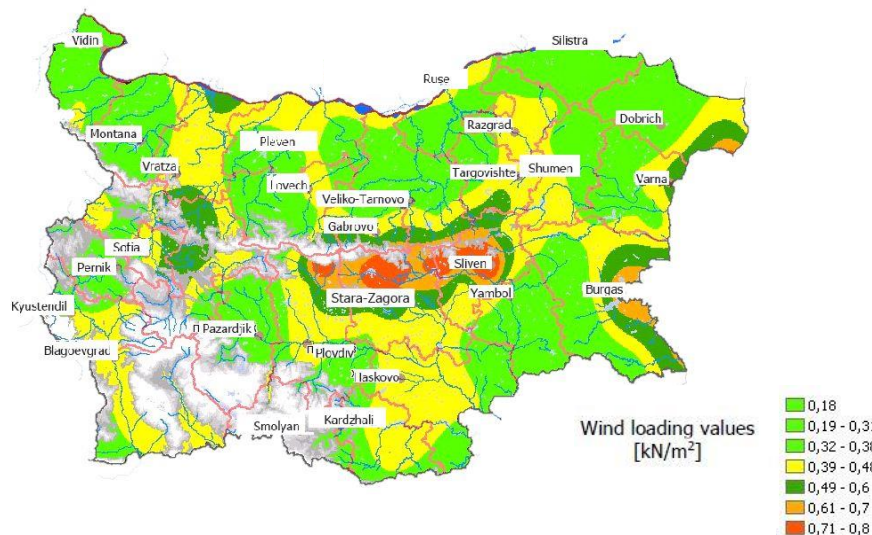 Vidin
Silistra
Ruse
Dobrich
Montana
Razgrad
Pleven
Vratza
Targovishte
Shumen
Lovech
Varna
Veliko-Tarnovo
Gabrovo
Sofia
Sliven
Pernik
Burgas
Yambol
Stara-Zagora
Kyustendil
Pazardjik
Blagoevgrad
Plovdiv
Haskovo
Kardzhali
Smolyan
Wind loading values
[kN/m²]
0,18
0,19 - 0,31
0,32 - 0,38
0,39 - 0,48
0,49 - 0,6
0,61 - 0,7
0,71 - 0,8